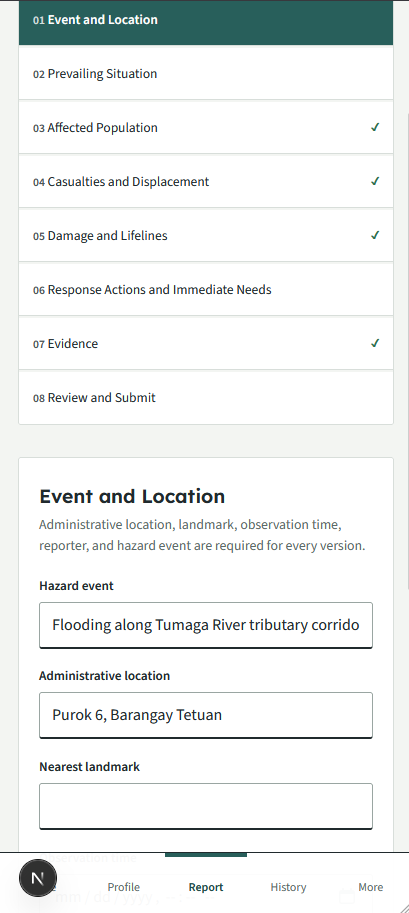 01 Event and Location
02 Prevailing Situation
03 Affected Population ✓
04 Casualties and Displacement ✓
05 Damage and Lifelines ✓
06 Response Actions and Immediate Needs
07 Evidence ✓
08 Review and Submit
Event and Location
Administrative location, landmark, observation time,
reporter, and hazard event are required for every version.
Hazard event
Flooding along Tumaga River tributary corrido
Administrative location
Purok 6, Barangay Tetuan
Nearest landmark
servation time
mm/dd/yyyy, --
N
Profile
Report
History
More